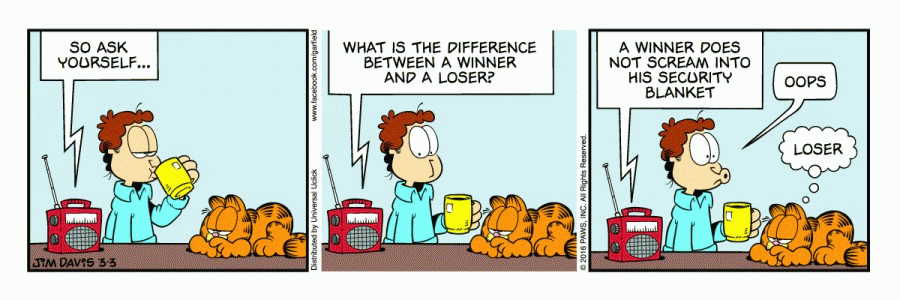 SO ASK
YOURSELF...
JIM DAVIS 3-3
www.facebook.com/garfield
Distributed by Universal Uclick
WHAT IS THE DIFFERENCE
BETWEEN A WINNER
AND A LOSER?
© 2016 PAWS, INC. All Rights Reserved.
A WINNER DOES
NOT SCREAM INTO
HIS SECURITY
BLANKET
OOPS
LOSER